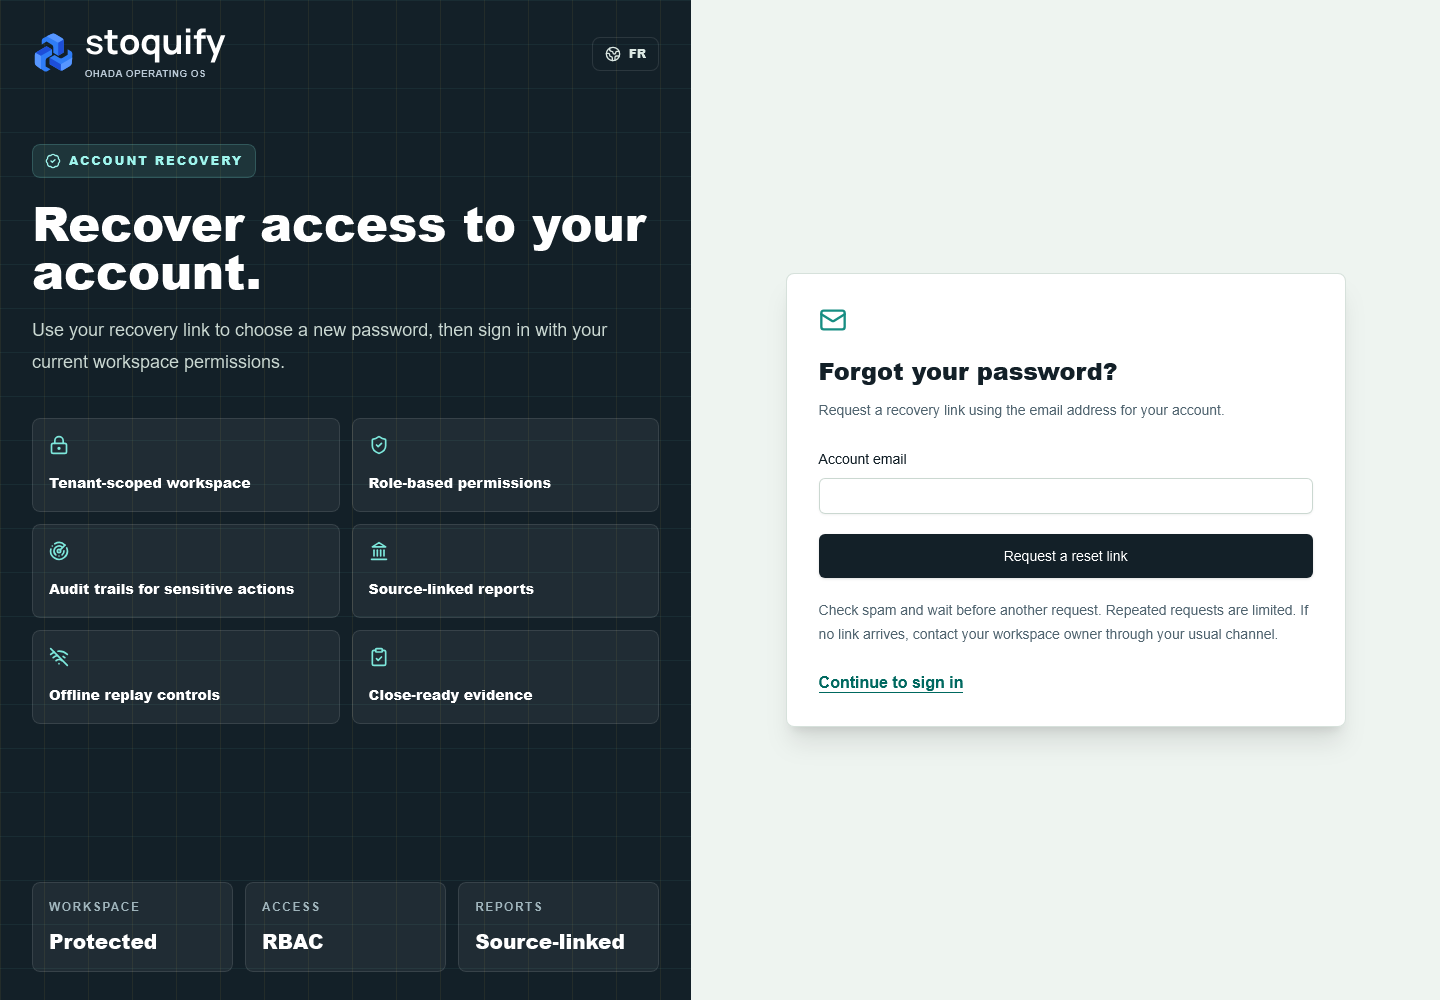 stoquify
OHADA OPERATING OS
FR
ACCOUNT RECOVERY
Recover access to your
account.
Use your recovery link to choose a new password, then sign in with your
current workspace permissions.
Tenant-scoped workspace
Role-based permissions
Audit trails for sensitive actions
Source-linked reports
Offline replay controls
Close-ready evidence
WORKSPACE
Protected
ACCESS
RBAC
REPORTS
Source-linked
Forgot your password?
Request a recovery link using the email address for your account.
Account email
Request a reset link
Check spam and wait before another request. Repeated requests are limited. If
no link arrives, contact your workspace owner through your usual channel.
Continue to sign in